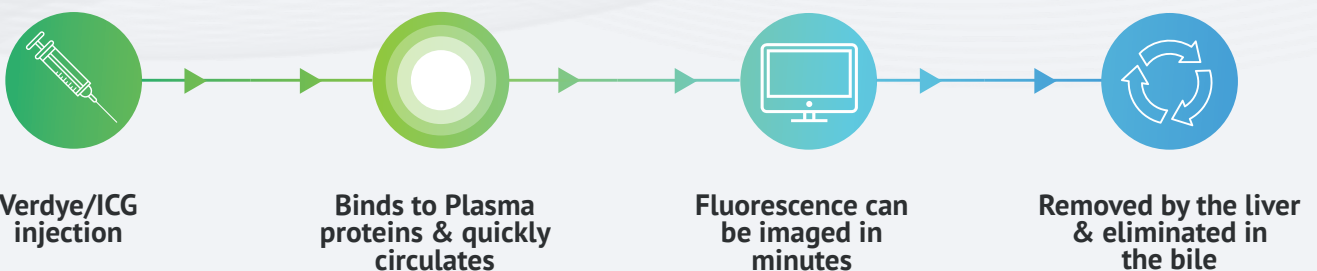 Verdye/ICG
injection
Binds to Plasma
proteins & quickly
circulates
Fluorescence can
be imaged in
minutes
Removed by the liver
& eliminated in
the bile